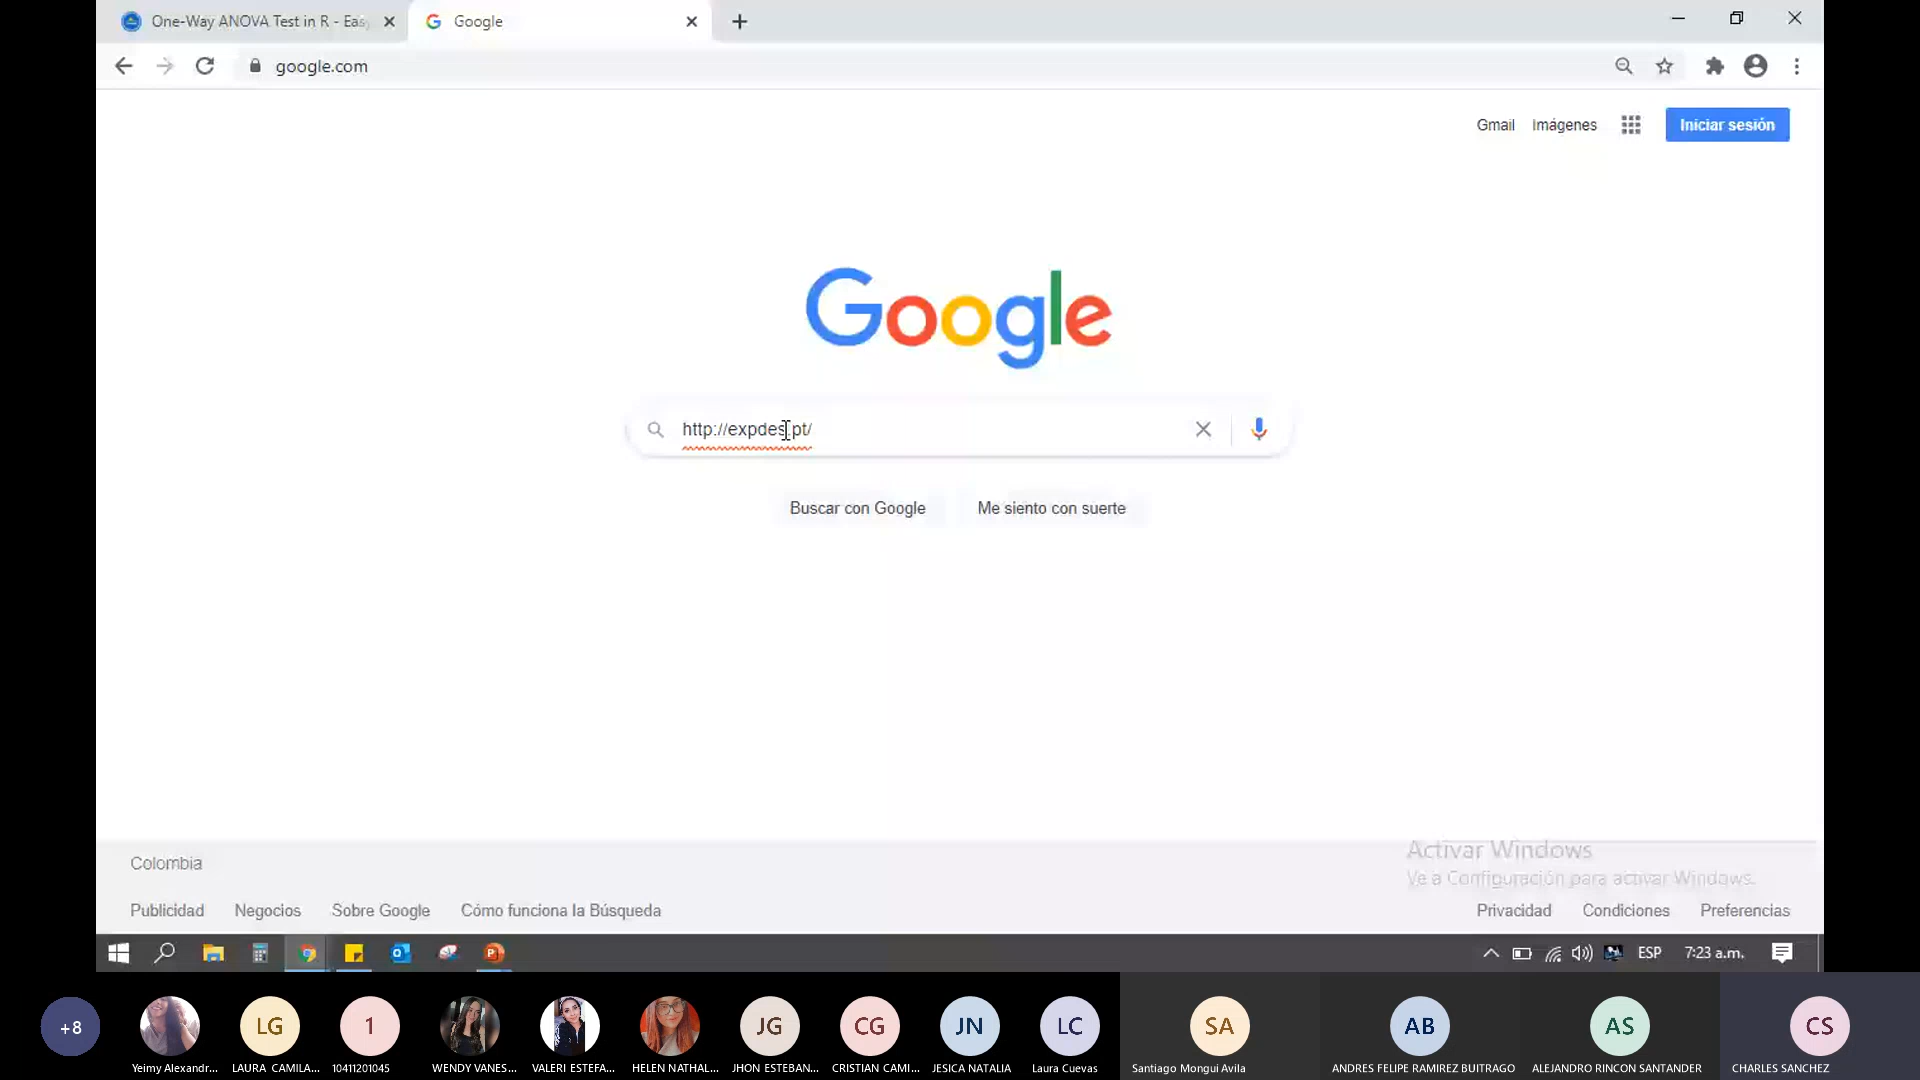 One-Way ANOVA Test in R - Eas
Google
google.com
Gmail
Imágenes
Iniciar sesión
Google
http://expdes.pt/
Buscar con Google
Me siento con suerte
Colombia
Activar Windows
Ve a Configuración para activar Windows.
Publicidad
Negocios
Sobre Google
Cómo funciona la Búsqueda
Privacidad
Condiciones
Preferencias
ESP
7:23 a.m.
+8
LG
1
JG
CG
JN
LC
SA
AB
AS
CS
Yeimy Alexandr...
LAURA CAMILA...
10411201045
WENDY VANES...
VALERI ESTEFA...
HELEN NATHAL...
JHON ESTEBAN...
CRISTIAN CAMI...
JESICA NATALIA
Laura Cuevas
Santiago Mongui Avila
ANDRES FELIPE RAMIREZ BUITRAGO
ALEJANDRO RINCON SANTANDER
CHARLES SANCHEZ